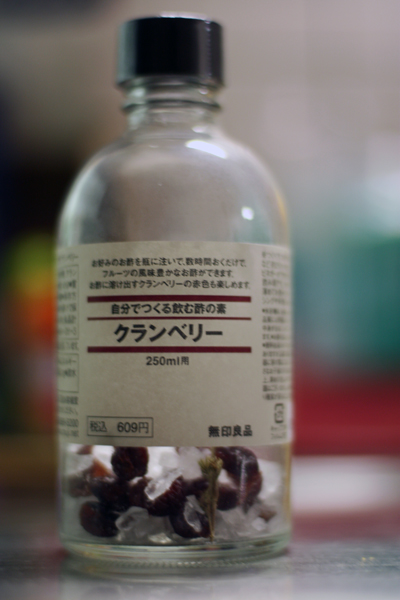 お好みのお酢を瓶に注いで、数時間おくだけで、
フルーツの風味豊かなお酢ができます。
お酢に溶け出すクランベリーの赤色も楽しめます。
自分でつくる飲む酢の素
クランベリー
250ml用
税込 609円
無印良品